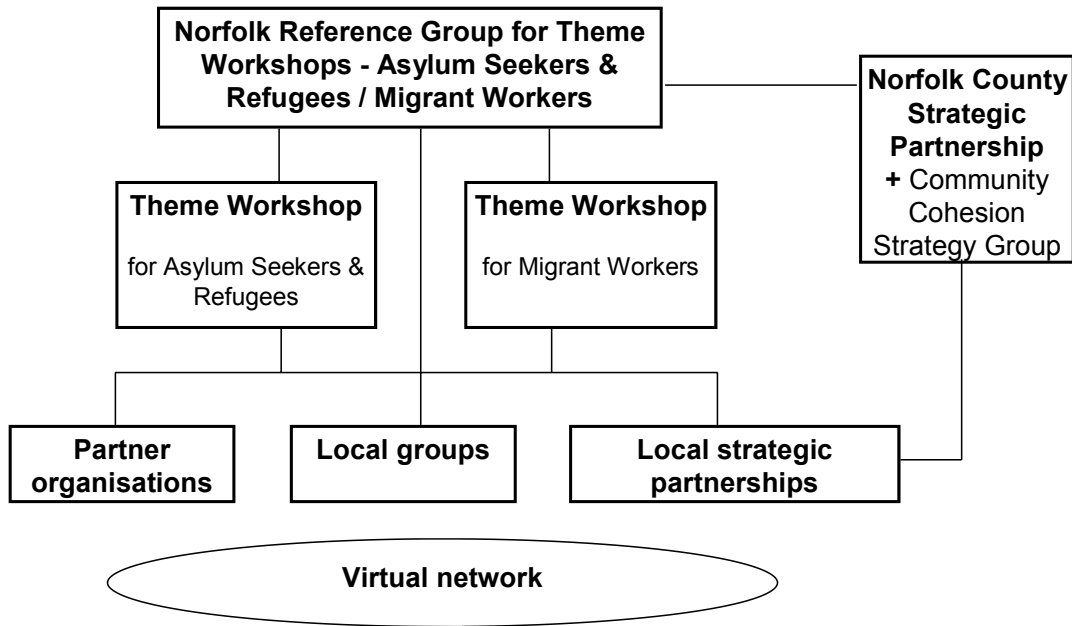 Norfolk Reference Group for Theme
Workshops - Asylum Seekers &
Refugees / Migrant Workers
Norfolk County
Strategic
Partnership
+ Community
Cohesion
Strategy Group
Theme Workshop
for Asylum Seekers &
Refugees
Theme Workshop
for Migrant Workers
Partner
organisations
Local groups
Local strategic
partnerships
Virtual network